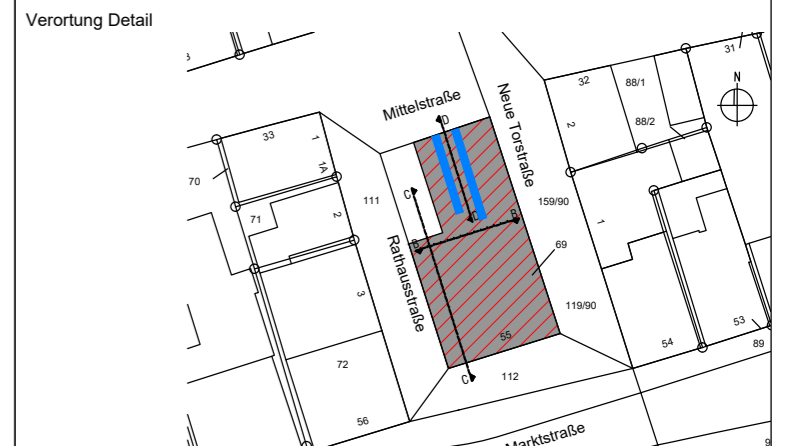 Verortung Detail
31
N
32
88/1
Mittelstraße
Neue Torstraße
D
88/2
33
1
2
1A
70
C
111
159/90
71
2
D
B
1
B
69
Rathausstraße
3
119/90
55
53
54
89
72
112
C
56
Marktstraße
9